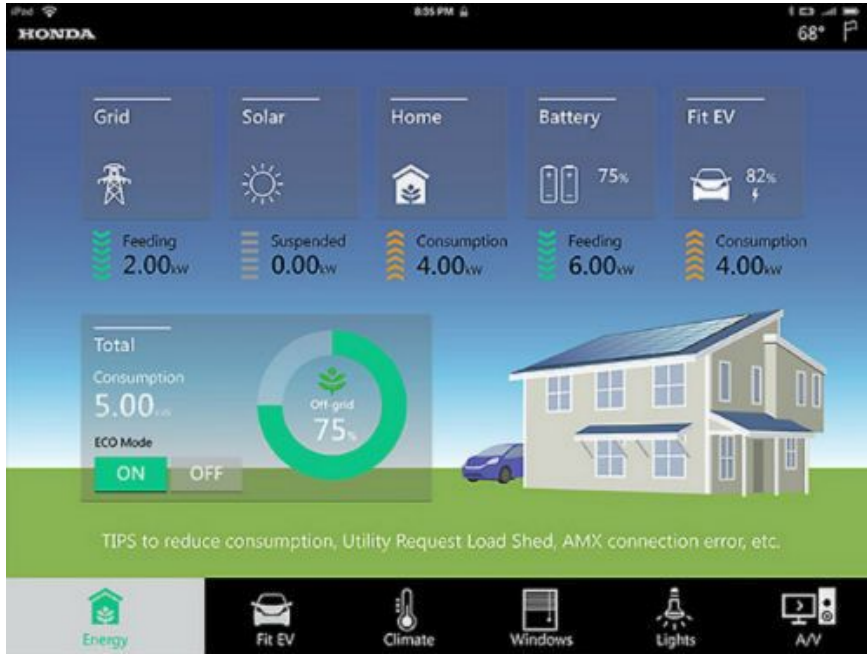 iPad 8:35 PM
HONDA 68°
Grid Solar Home Battery Fit EV
75% 82%
Feeding Suspended Consumption Feeding Consumption
2.00kW 0.00kW 4.00kW 6.00kW 4.00kW
Total
Consumption
5.00kW
Off-grid
75%
ECO Mode
ON OFF
TIPS to reduce consumption, Utility Request Load Shed, AMX connection error, etc.
Energy Fit EV Climate Windows Lights A/V